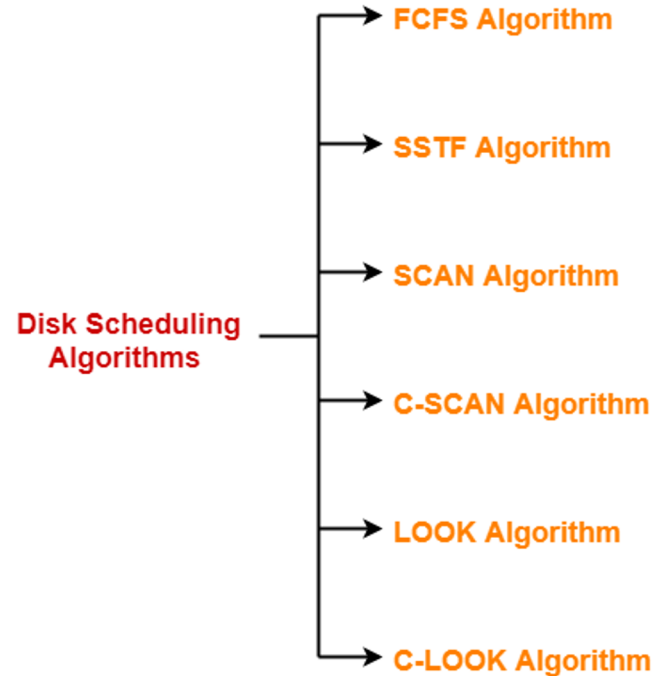 FCFS Algorithm
SSTF Algorithm
SCAN Algorithm
Disk Scheduling
Algorithms
C-SCAN Algorithm
LOOK Algorithm
C-LOOK Algorithm